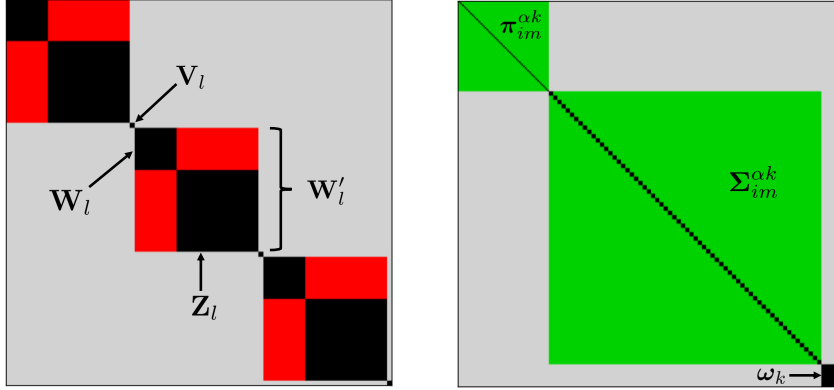 𝐕_l
𝐖_l
𝐖′_l
𝐙_l
𝝅_{im}^{αk}
𝚺_{im}^{αk}
𝝎_k